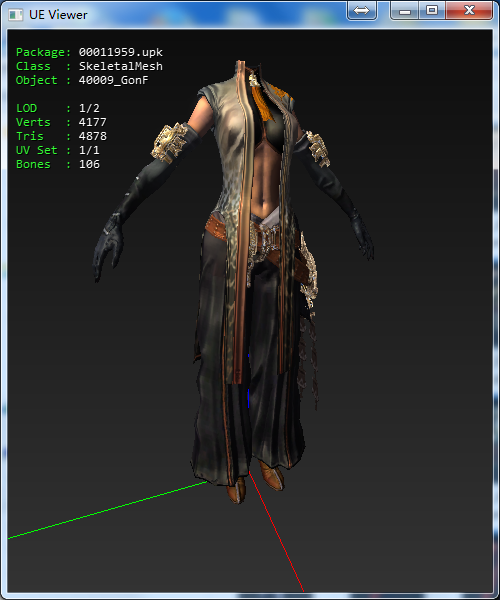 UE Viewer
Package: 00011959.upk
Class : SkeletalMesh
Object : 40009_GonF
LOD : 1/2
Verts : 4177
Tris : 4878
UV Set : 1/1
Bones : 106